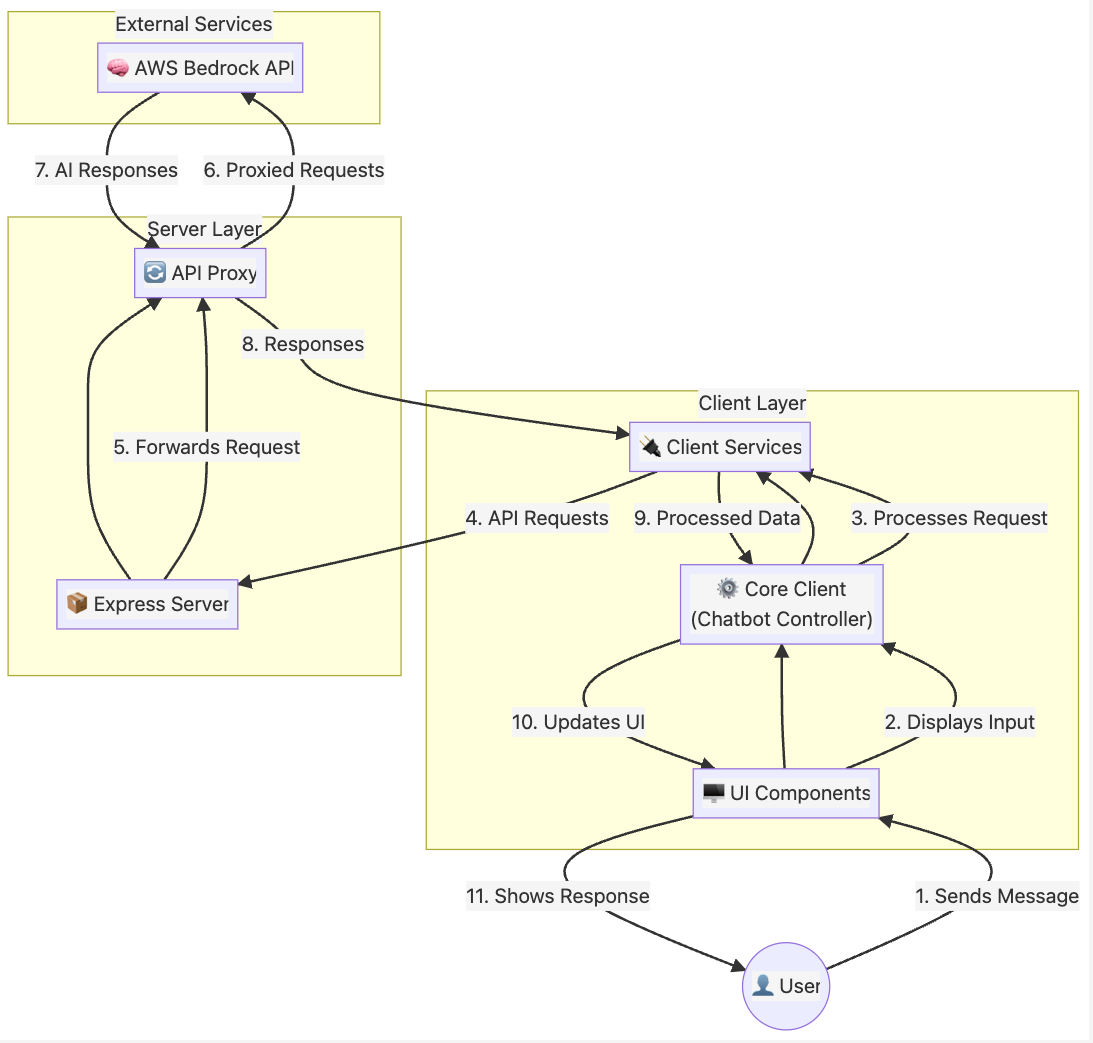 External Services
AWS Bedrock API
7. AI Responses
6. Proxied Requests
Server Layer
API Proxy
8. Responses
Client Layer
5. Forwards Request
Client Services
4. API Requests
9. Processed Data
3. Processes Request
Express Server
Core Client
(Chatbot Controller)
10. Updates UI
2. Displays Input
UI Components
11. Shows Response
1. Sends Message
User